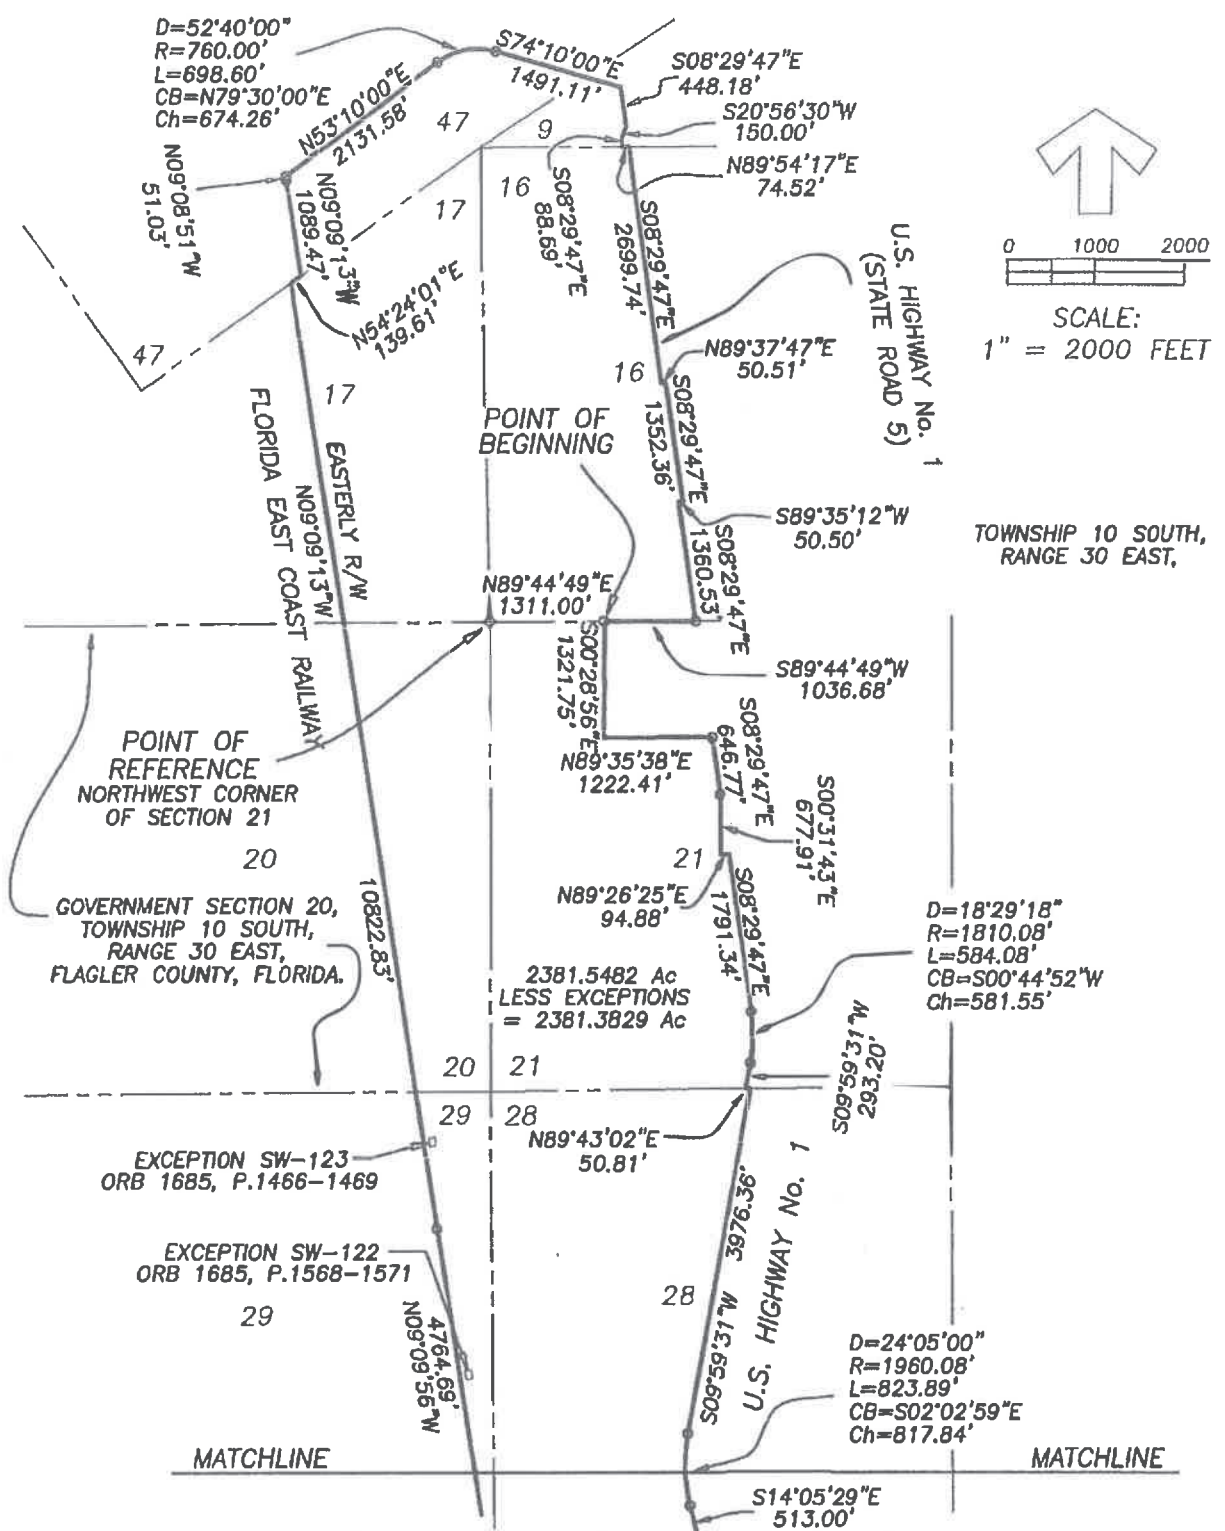 D=52°40'00"
R=760.00'
L=698.60'
CB=N79°30'00"E
Ch=674.26'
S74°10'00"E
1491.11'
S08°29'47"E
448.18'
S20°56'30"W
150.00'
N89°54'17"E
74.52'
N53°10'00"E
2131.58'
47
9
16
17
N09°08'51"W
51.03'
N09°09'13"W
1089.47'
S08°29'47"E
88.69'
S08°29'47"E
2699.74'
U.S. HIGHWAY No. 1
(STATE ROAD 5)
0 1000 2000
SCALE:
1" = 2000 FEET
N54°24'01"E
139.61'
47
17
16
N89°37'47"E
50.51'
POINT OF
BEGINNING
S08°29'47"E
1352.36'
FLORIDA EAST COAST RAILWAY
N09°09'13"W
EASTERLY R/W
S89°35'12"W
50.50'
TOWNSHIP 10 SOUTH,
RANGE 30 EAST,
S08°29'47"E
1360.53'
N89°44'49"E
1311.00'
S00°28'56"E
1321.75'
S89°44'49"W
1036.68'
POINT OF
REFERENCE
NORTHWEST CORNER
OF SECTION 21
N89°35'38"E
1222.41'
S08°29'47"E
646.77'
S00°31'43"E
677.91'
20
21
N89°26'25"E
94.88'
S08°29'47"E
1791.34'
10822.83'
GOVERNMENT SECTION 20,
TOWNSHIP 10 SOUTH,
RANGE 30 EAST,
FLAGLER COUNTY, FLORIDA.
D=18°29'18"
R=1810.08'
L=584.08'
CB=S00°44'52"W
Ch=581.55'
2381.5482 Ac
LESS EXCEPTIONS
= 2381.3829 Ac
S09°59'31"W
293.20'
20 21
29 28
N89°43'02"E
50.81'
EXCEPTION SW-123
ORB 1685, P.1466-1469
EXCEPTION SW-122
ORB 1685, P.1568-1571
29
28
S09°59'31"W 3976.36'
U.S. HIGHWAY No. 1
4764.69'
N09°09'56"W
D=24°05'00"
R=1960.08'
L=823.89'
CB=S02°02'59"E
Ch=817.84'
MATCHLINE MATCHLINE
S14°05'29"E
513.00'